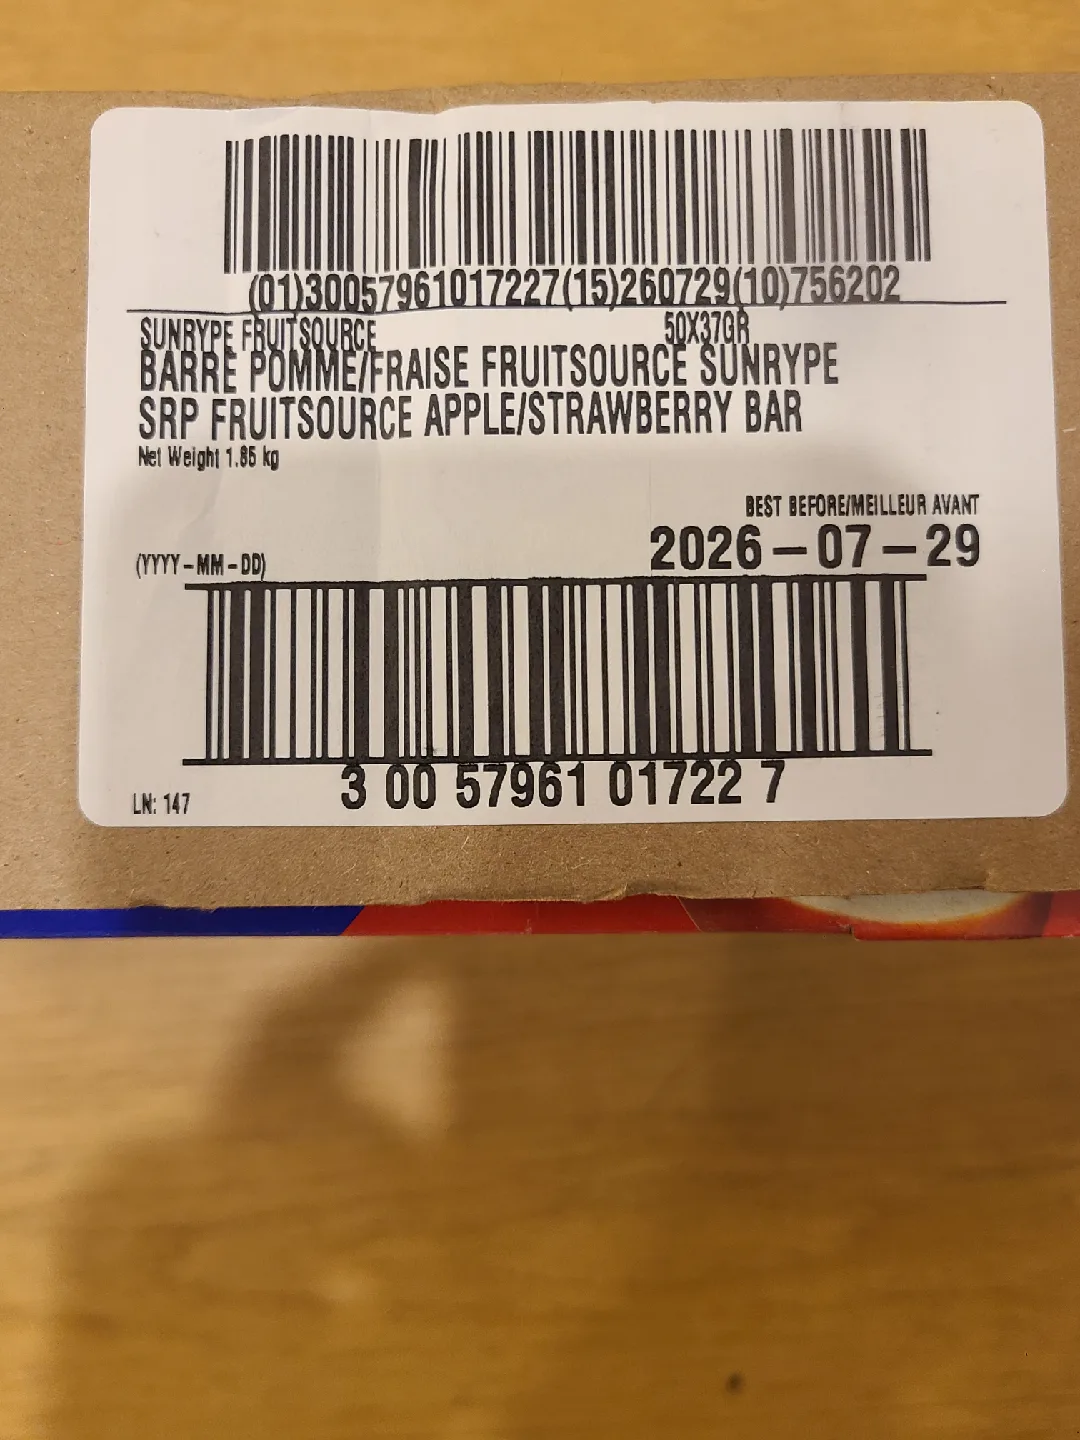 (01)30057961017227(15)260729(10)756202
SUNRYPE FRUITSOURCE 50X37GR
BARRE POMME/FRAISE FRUITSOURCE SUNRYPE
SRP FRUITSOURCE APPLE/STRAWBERRY BAR
Net Weight 1.85 kg
BEST BEFORE/MEILLEUR AVANT
(YYYY-MM-DD) 2026-07-29
3 00 57961 01722 7
LN: 147